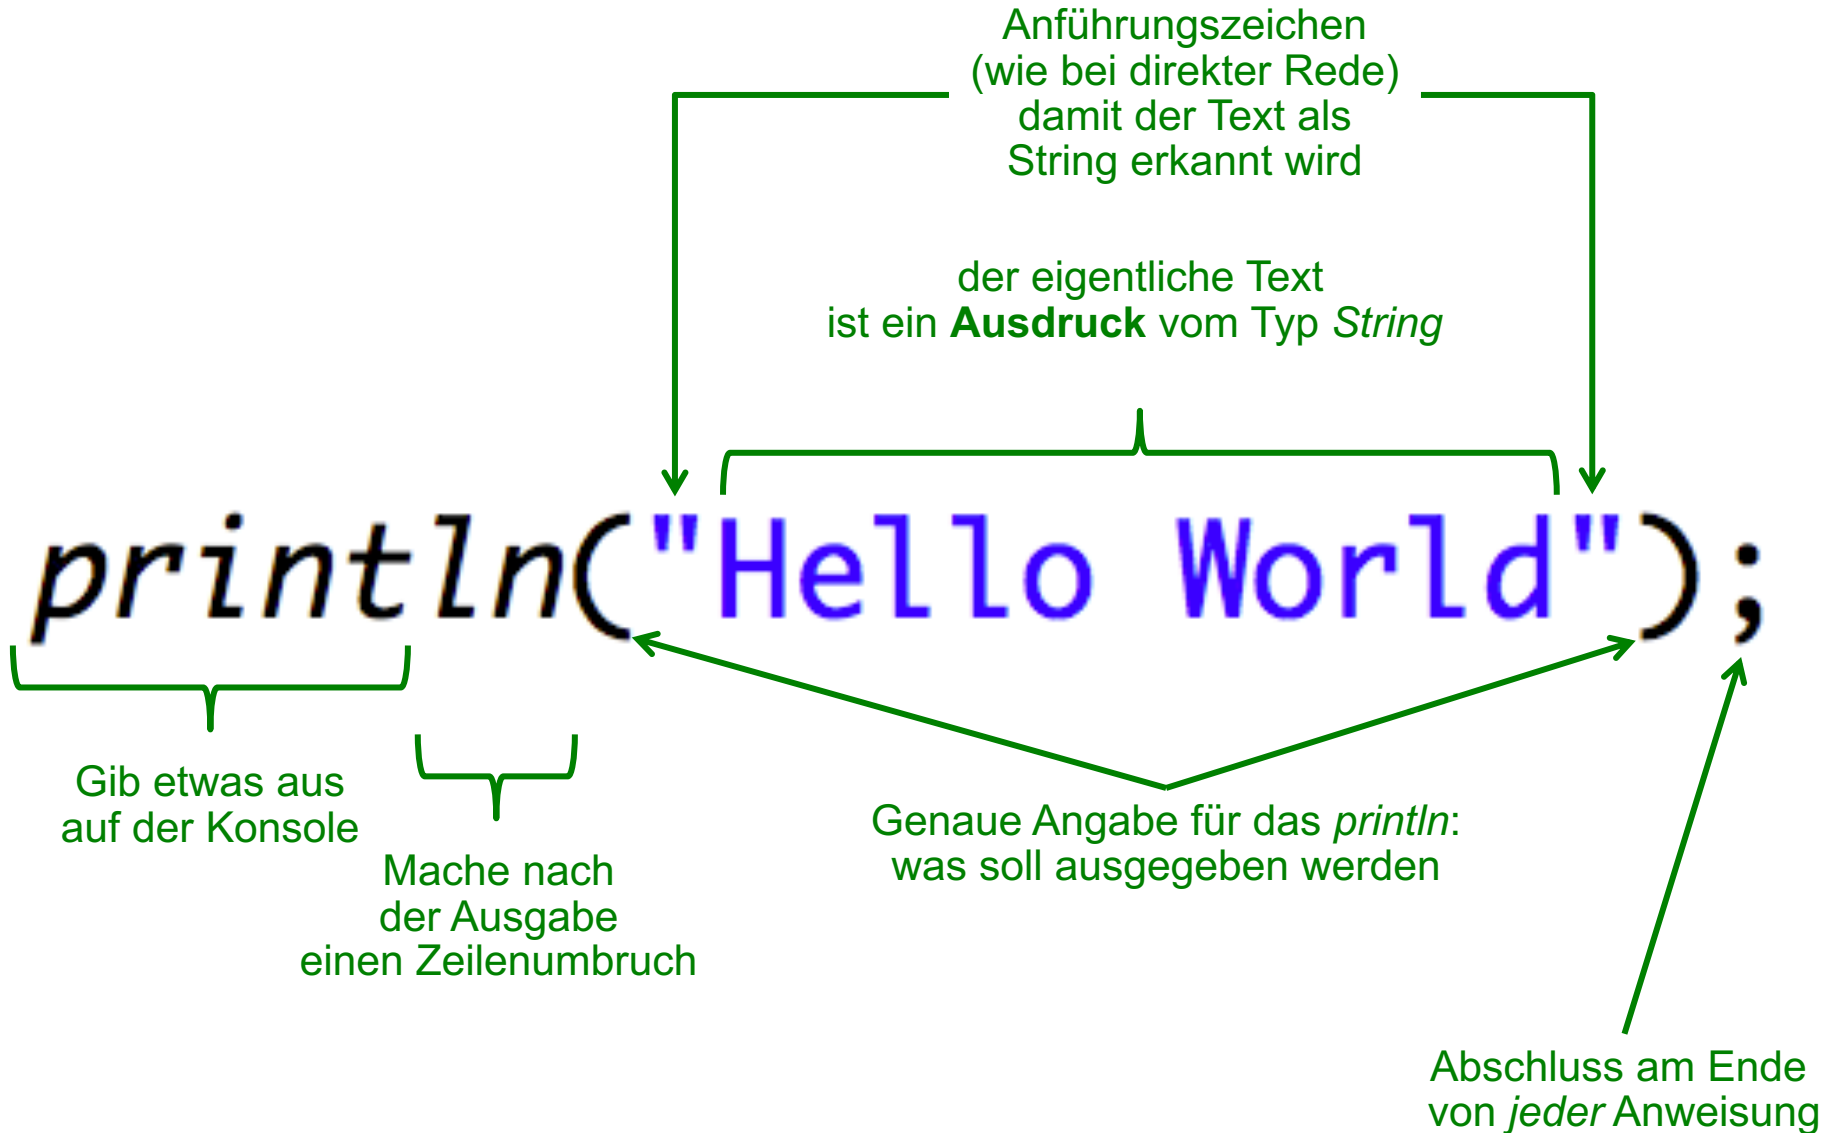 Anführungszeichen
(wie bei direkter Rede)
damit der Text als
String erkannt wird
der eigentliche Text
ist ein Ausdruck vom Typ String
println("Hello World");
Gib etwas aus
auf der Konsole
Mache nach
der Ausgabe
einen Zeilenumbruch
Genaue Angabe für das println:
was soll ausgegeben werden
Abschluss am Ende
von jeder Anweisung